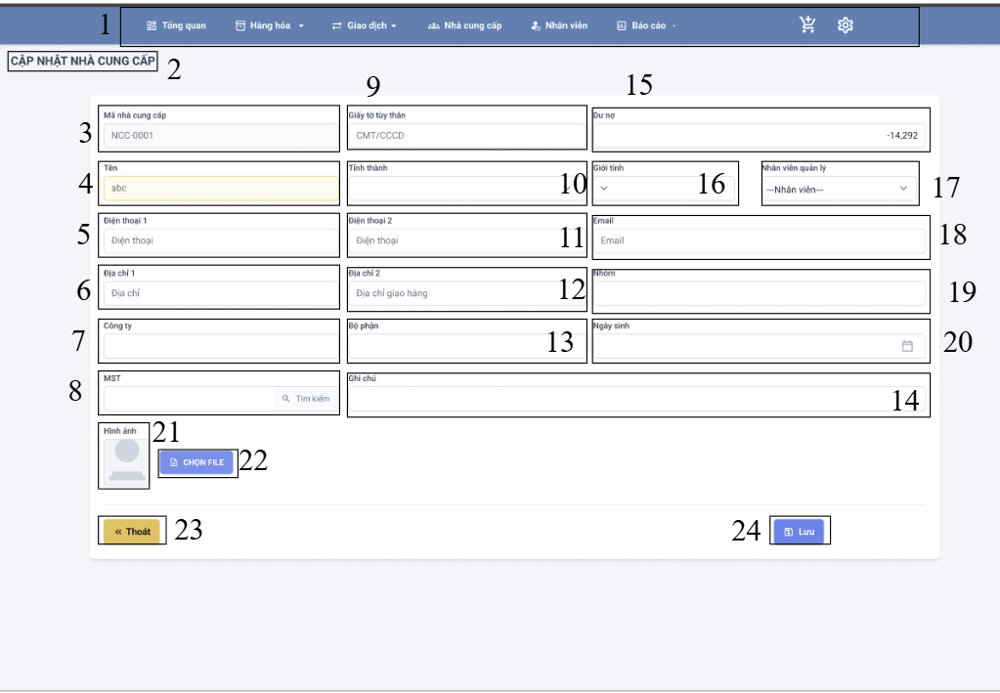 1 Tổng quan Hàng hóa Giao dịch Nhà cung cấp Nhân viên Báo cáo
CẬP NHẬT NHÀ CUNG CẤP 2
9 15
Mã nhà cung cấp Giấy tờ tùy thân Dư nợ
3 NCC-0001 CMT/CCCD -14,292
Tên Tỉnh thành Giới tính Nhân viên quản lý
4 abc 10 16 ---Nhân viên--- 17
Điện thoại 1 Điện thoại 2 Email
5 Điện thoại Điện thoại 11 Email 18
Địa chỉ 1 Địa chỉ 2 Nhóm
6 Địa chỉ Địa chỉ giao hàng 12 19
Công ty Bộ phận Ngày sinh
7 13 20
MST Ghi chú
8 Tìm kiếm 14
Hình ảnh 21
CHỌN FILE 22
« Thoát 23 24 Lưu